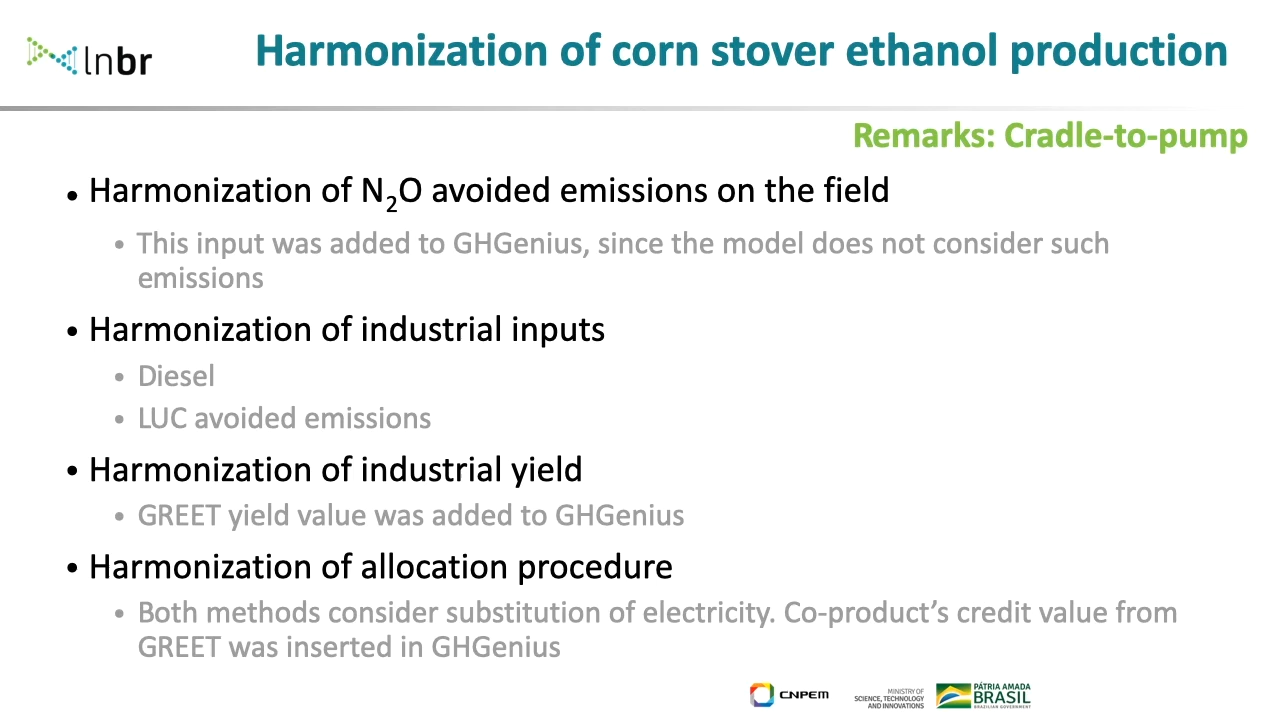 lnbr
Harmonization of corn stover ethanol production
Remarks: Cradle-to-pump
• Harmonization of N₂O avoided emissions on the field
• This input was added to GHGenius, since the model does not consider such
emissions
• Harmonization of industrial inputs
• Diesel
• LUC avoided emissions
• Harmonization of industrial yield
• GREET yield value was added to GHGenius
• Harmonization of allocation procedure
• Both methods consider substitution of electricity. Co-product’s credit value from
GREET was inserted in GHGenius
CNPEM
MINISTRY OF
SCIENCE, TECHNOLOGY
AND INNOVATIONS
PÁTRIA AMADA
BRASIL
BRAZILIAN GOVERNMENT